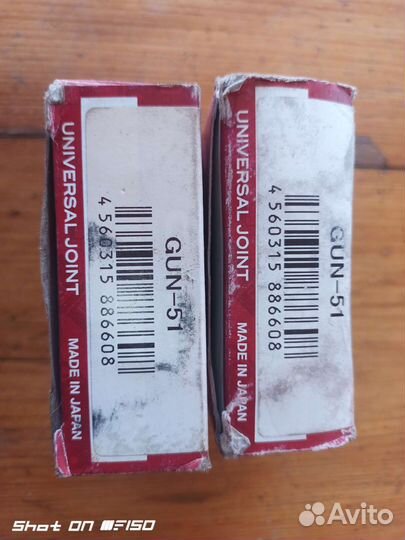 UNIVERSAL JOINT MADE IN JAPAN
GUN-51
4 560315 886608
UNIVERSAL JOINT MADE IN JAPAN
GUN-51
4 560315 886608
Shot on
Avito